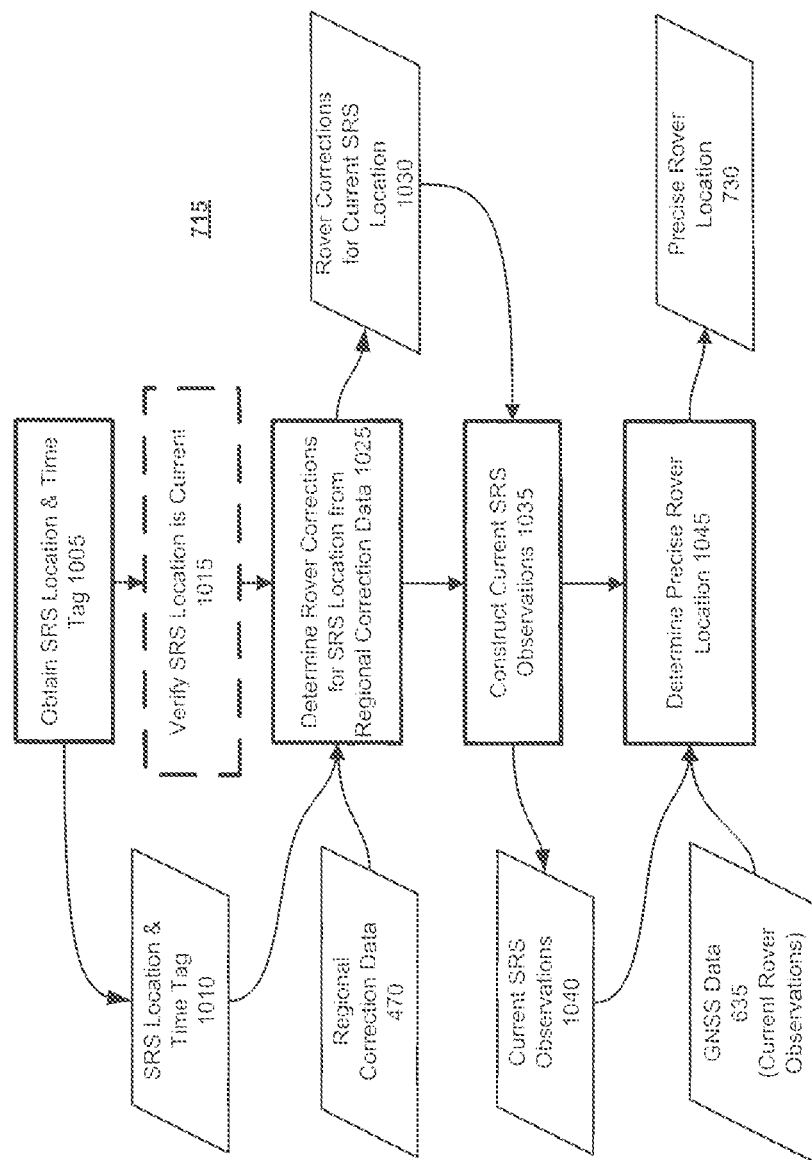 715
Obtain SRS Location & Time
Tag 1005
SRS Location &
Time Tag
1010
Verify SRS Location is Current
1015
Regional
Correction Data
470
Determine Rover Corrections
for SRS Location from
Regional Correction Data 1025
Rover Corrections
for Current SRS
Location
1030
Construct Current SRS
Observations 1035
Current SRS
Observations
1040
GNSS Data
635
(Current Rover
Observations)
Determine Precise Rover
Location 1045
Precise Rover
Location
730